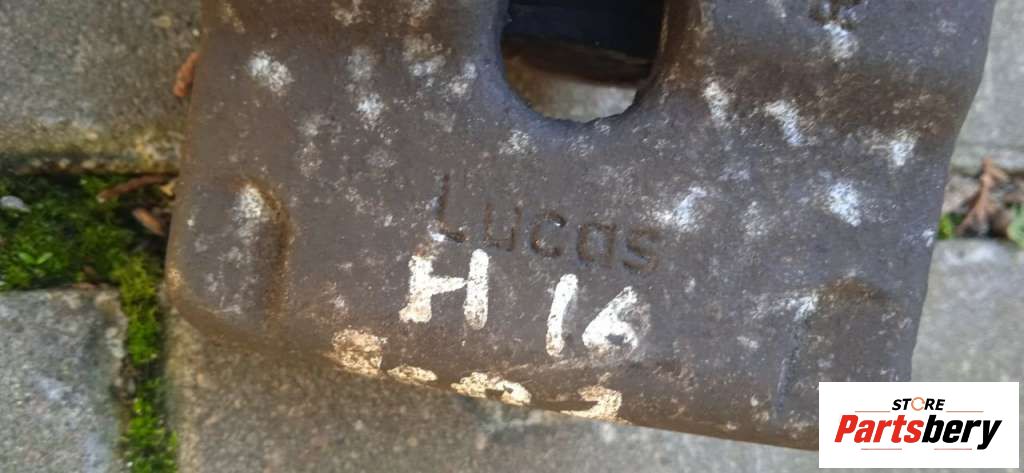 Lucas
H 16
STORE
Partsbery